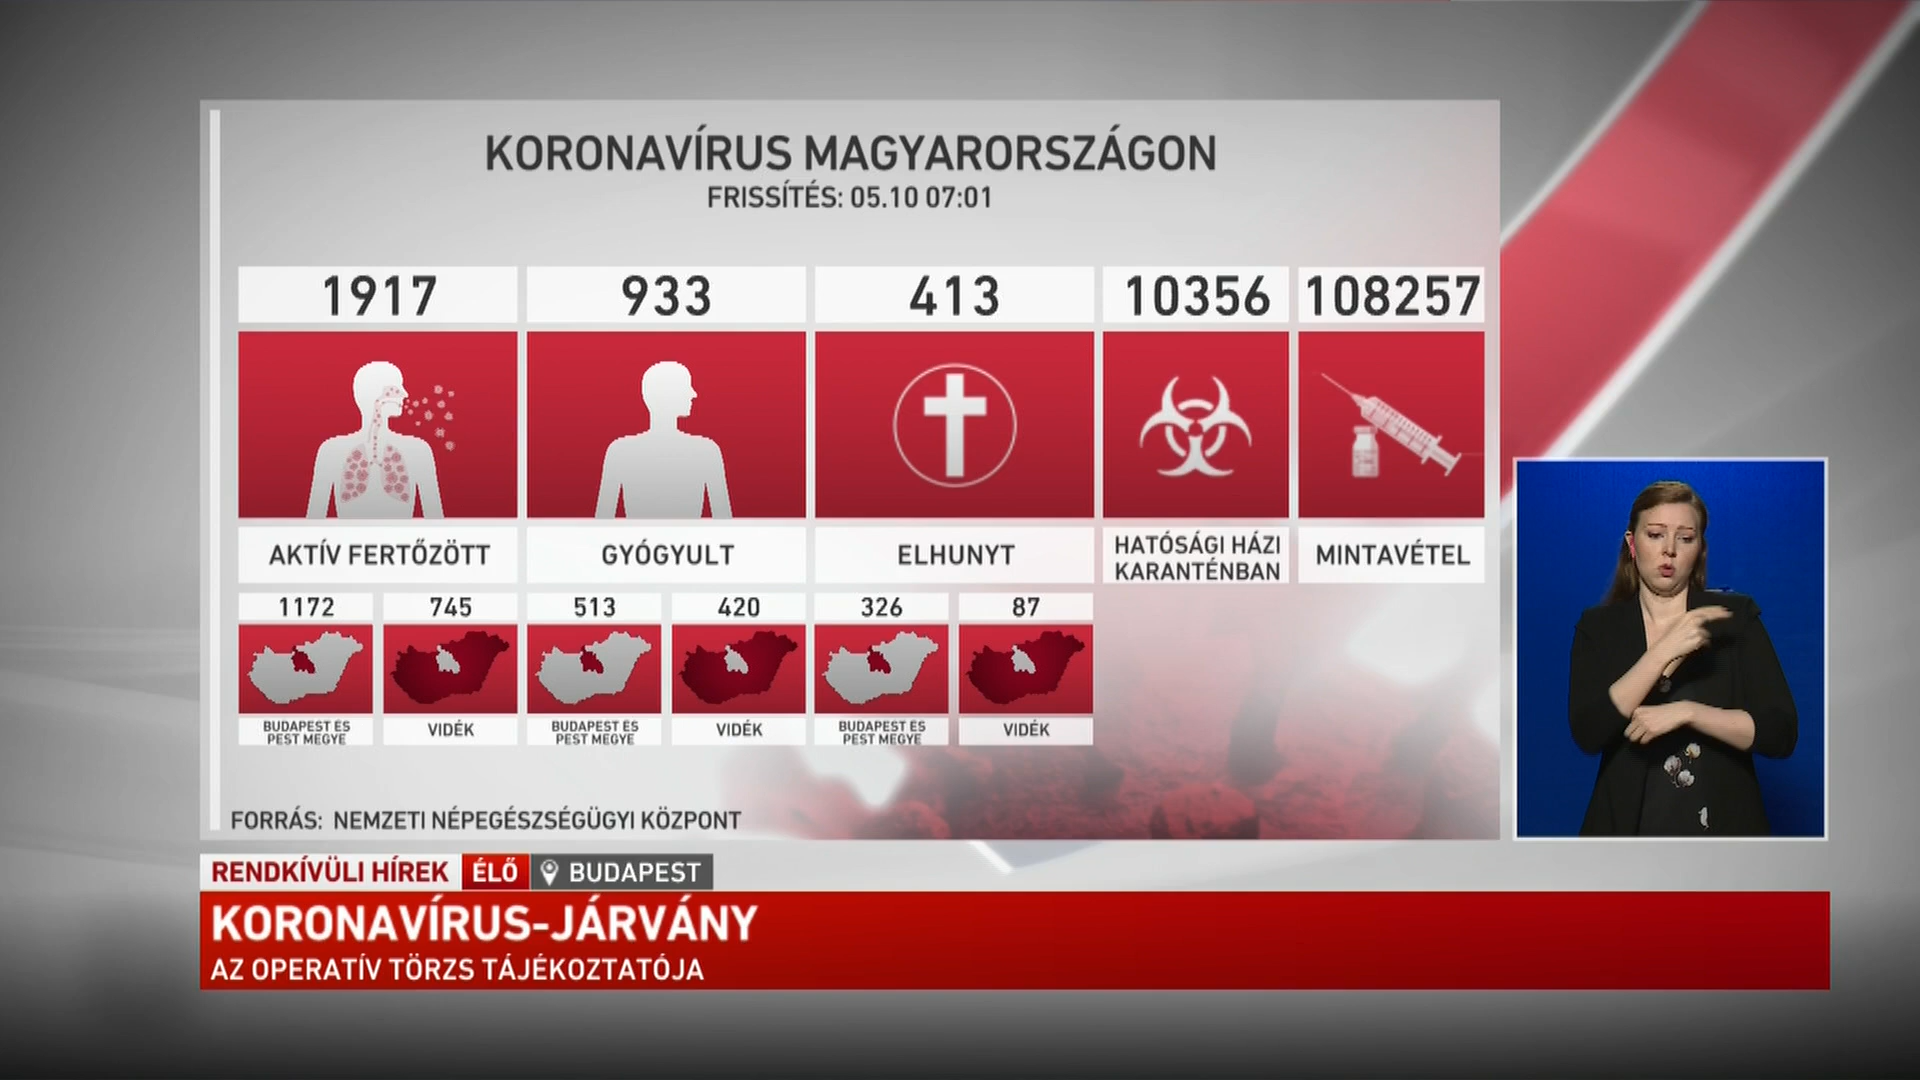 KORONAVÍRUS MAGYARORSZÁGON
FRISSÍTÉS: 05.10 07:01
1917
933
413
10356
108257
AKTÍV FERTŐZÖTT
GYÓGYULT
ELHUNYT
HATÓSÁGI HÁZI
KARANTÉNBAN
MINTAVÉTEL
1172
745
513
420
326
87
BUDAPEST ÉS
PEST MEGYE
VIDÉK
BUDAPEST ÉS
PEST MEGYE
VIDÉK
BUDAPEST ÉS
PEST MEGYE
VIDÉK
FORRÁS: NEMZETI NÉPEGÉSZSÉGÜGYI KÖZPONT
RENDKÍVÜLI HÍREK ÉLŐ BUDAPEST
KORONAVÍRUS-JÁRVÁNY
AZ OPERATÍV TÖRZS TÁJÉKOZTATÓJA